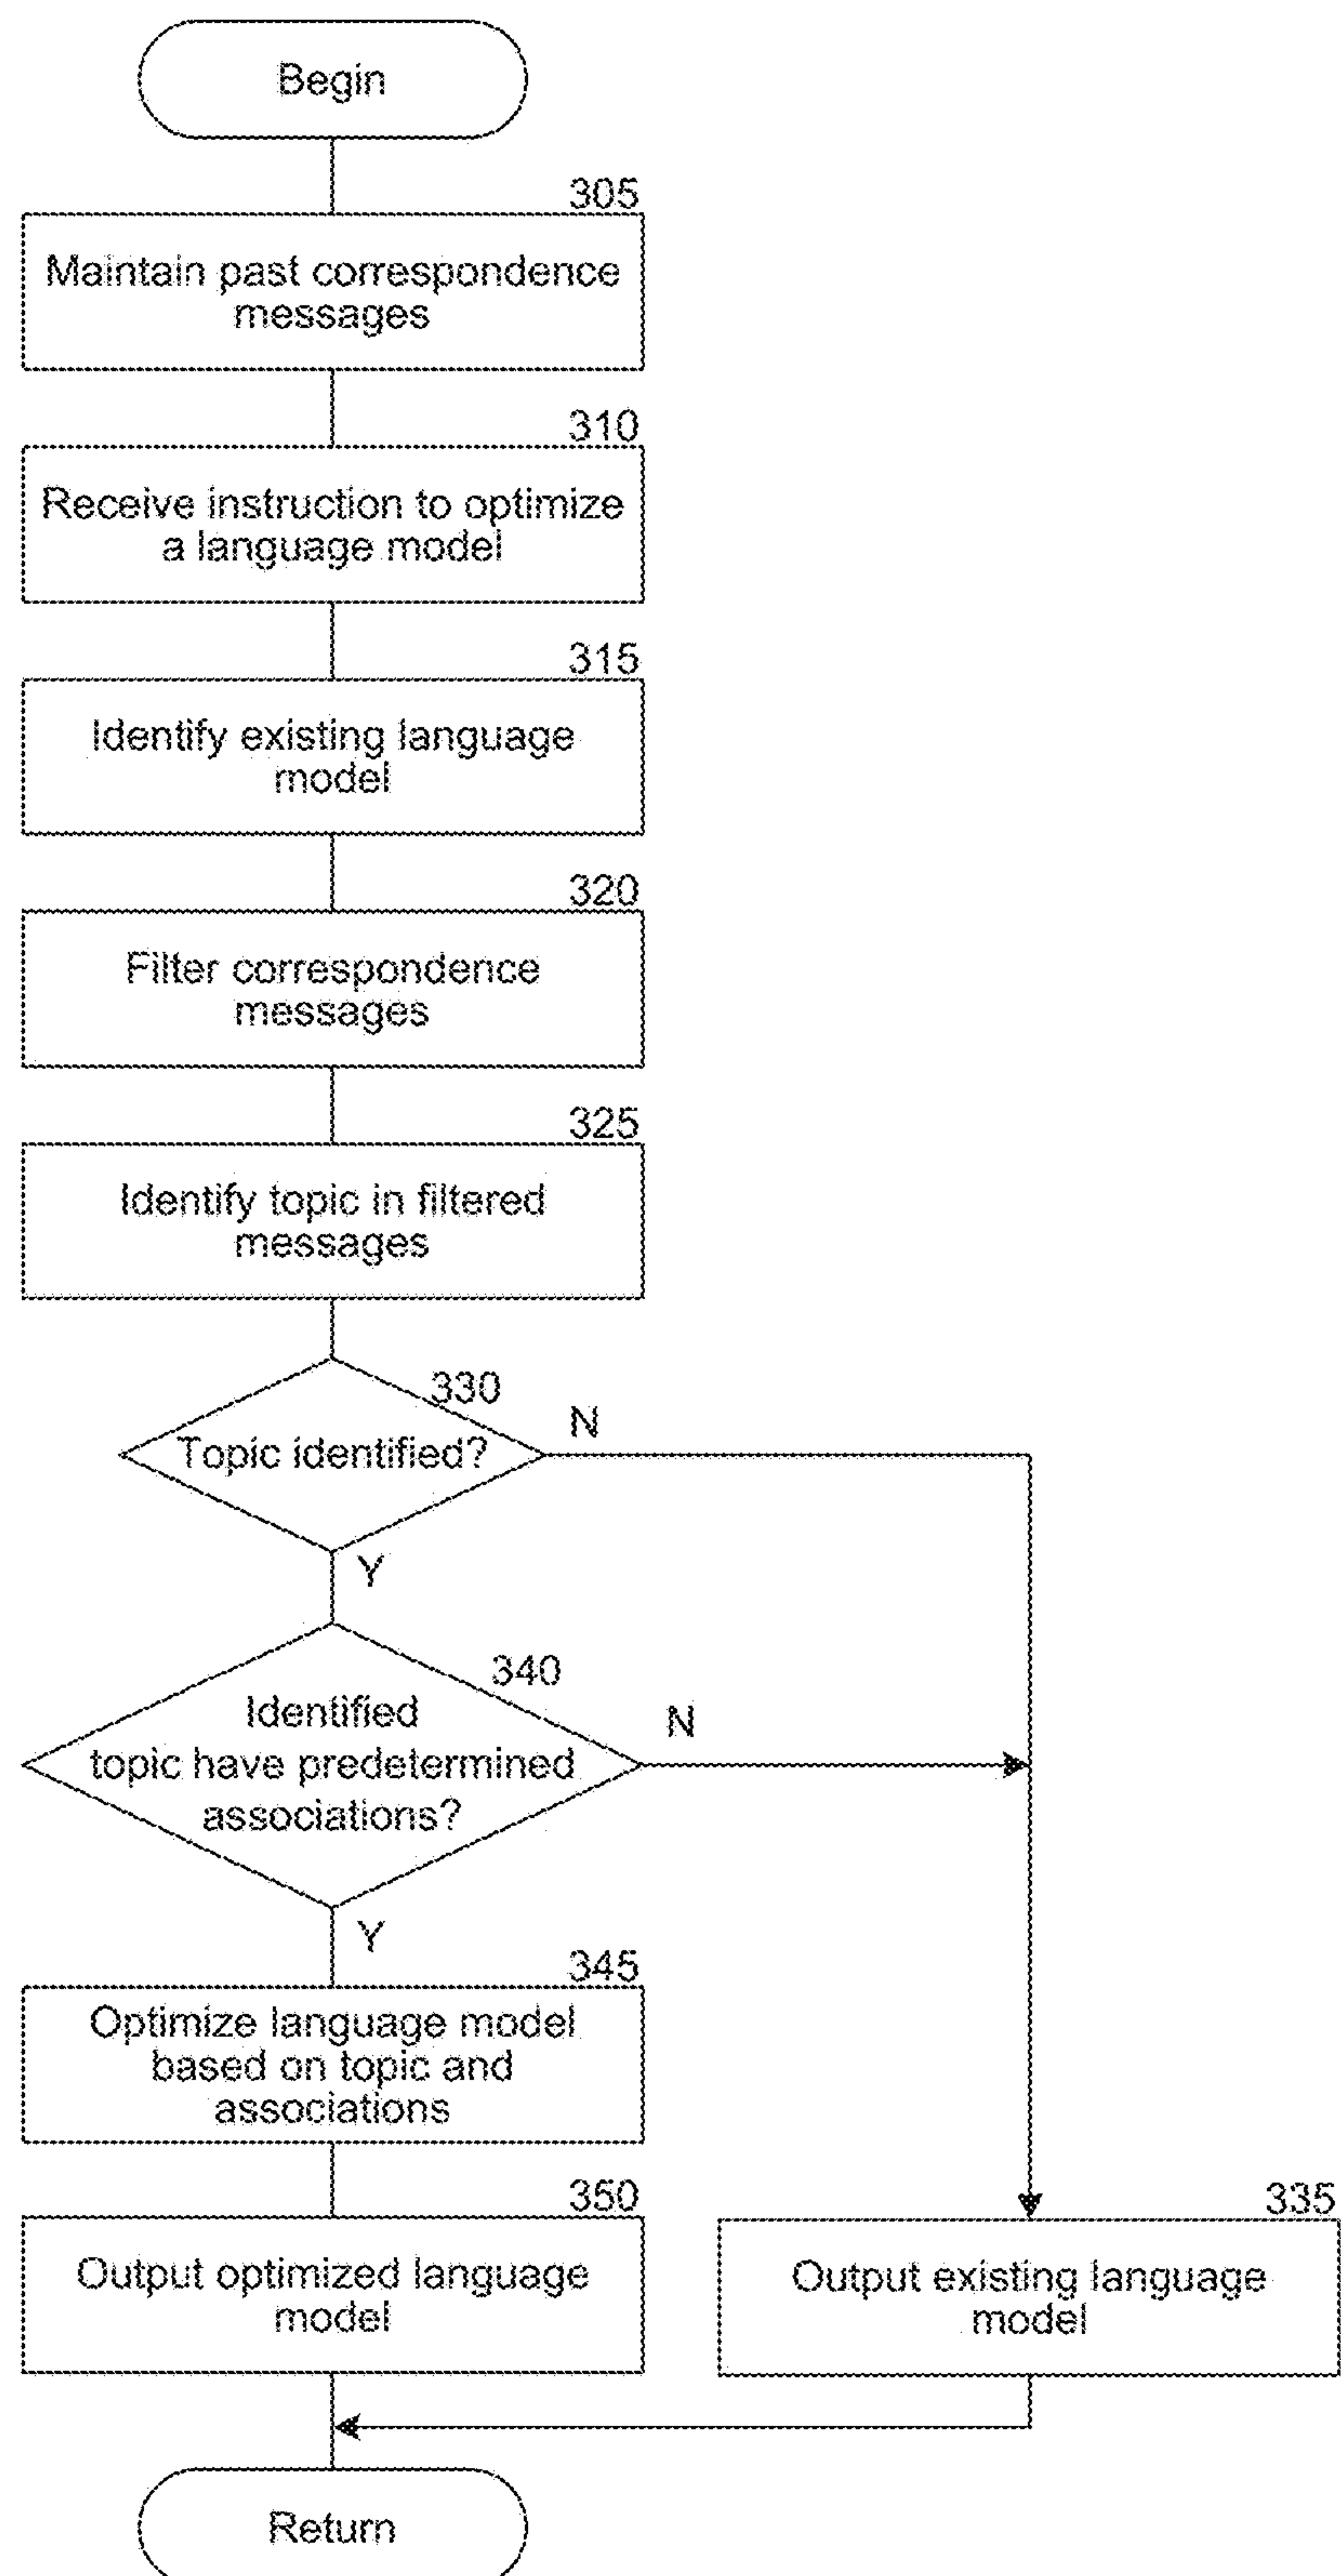 Begin
305
Maintain past correspondence
messages
310
Receive instruction to optimize
a language model
315
Identify existing language
model
320
Filter correspondence
messages
325
Identify topic in filtered
messages
330
Topic identified?
N
Y
340
Identified
topic have predetermined
associations?
N
Y
345
Optimize language model
based on topic and
associations
350
Output optimized language
model
335
Output existing language
model
Return